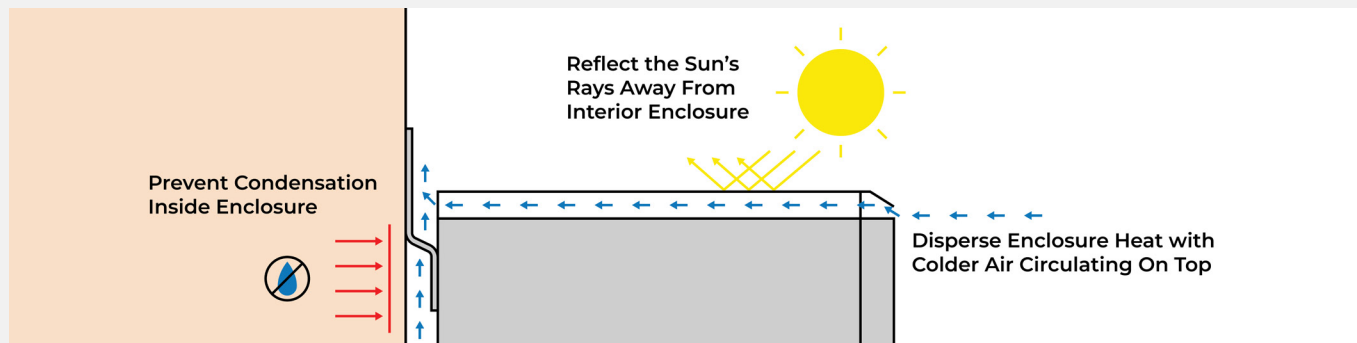 Reflect the Sun's
Rays Away From
Interior Enclosure
Prevent Condensation
Inside Enclosure
Disperse Enclosure Heat with
Colder Air Circulating On Top